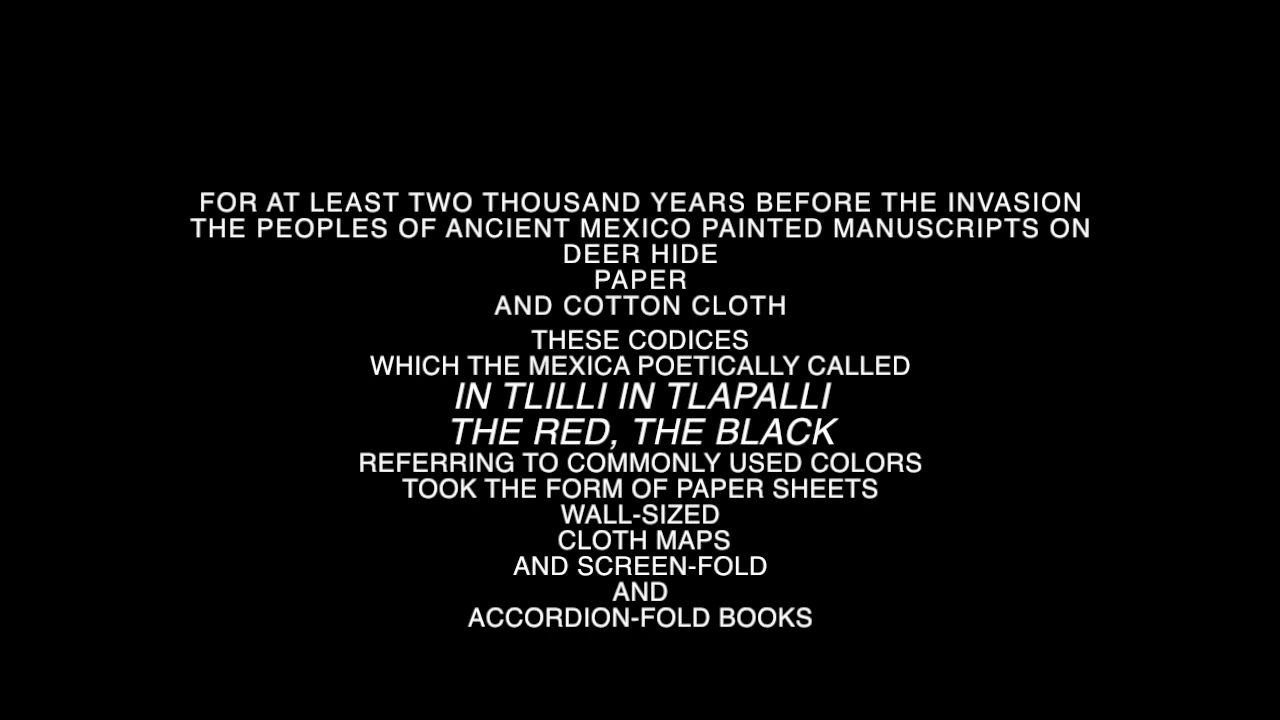 FOR AT LEAST TWO THOUSAND YEARS BEFORE THE INVASION
THE PEOPLES OF ANCIENT MEXICO PAINTED MANUSCRIPTS ON
DEER HIDE
PAPER
AND COTTON CLOTH
THESE CODICES
WHICH THE MEXICA POETICALLY CALLED
IN TLILLI IN TLAPALLI
THE RED, THE BLACK
REFERRING TO COMMONLY USED COLORS
TOOK THE FORM OF PAPER SHEETS
WALL-SIZED
CLOTH MAPS
AND SCREEN-FOLD
AND
ACCORDION-FOLD BOOKS